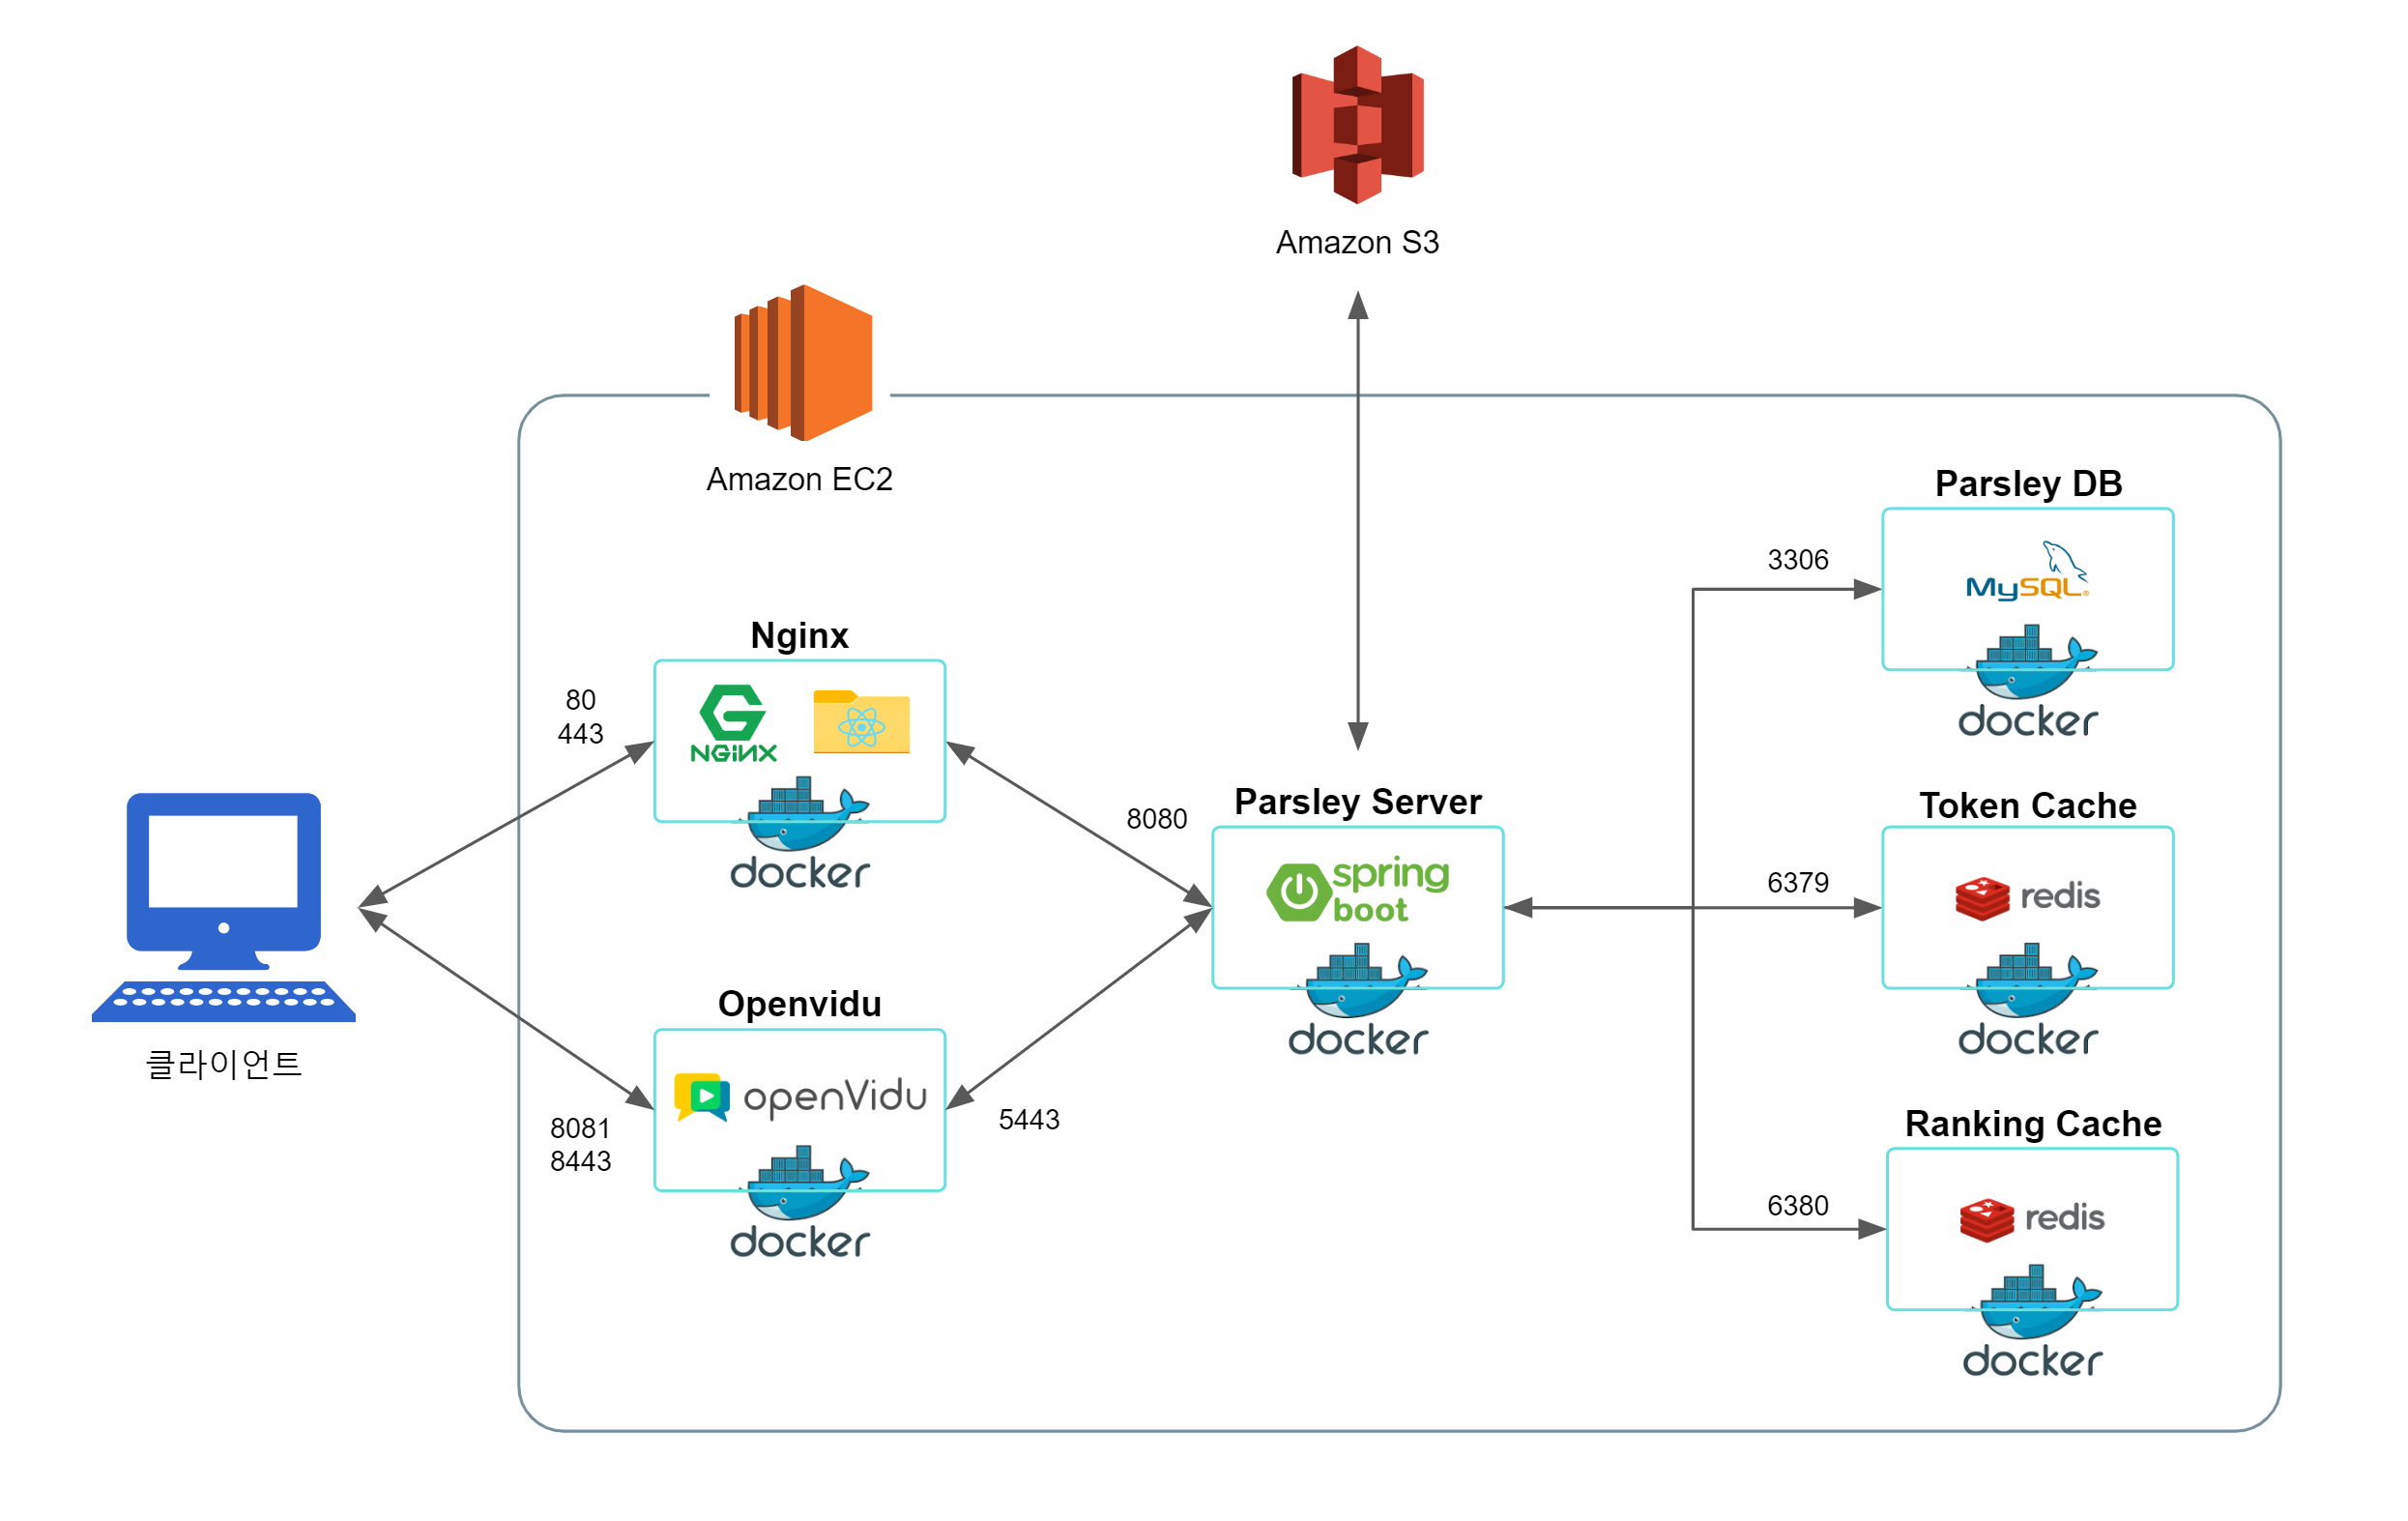 Amazon S3
Amazon EC2
Parsley DB
3306
MySQL®
docker
Nginx
80
443
NGiNX
docker
8080
Parsley Server
spring
boot
docker
Token Cache
6379
redis
docker
클라이언트
Openvidu
openVidu
8081
8443
5443
docker
Ranking Cache
6380
redis
docker